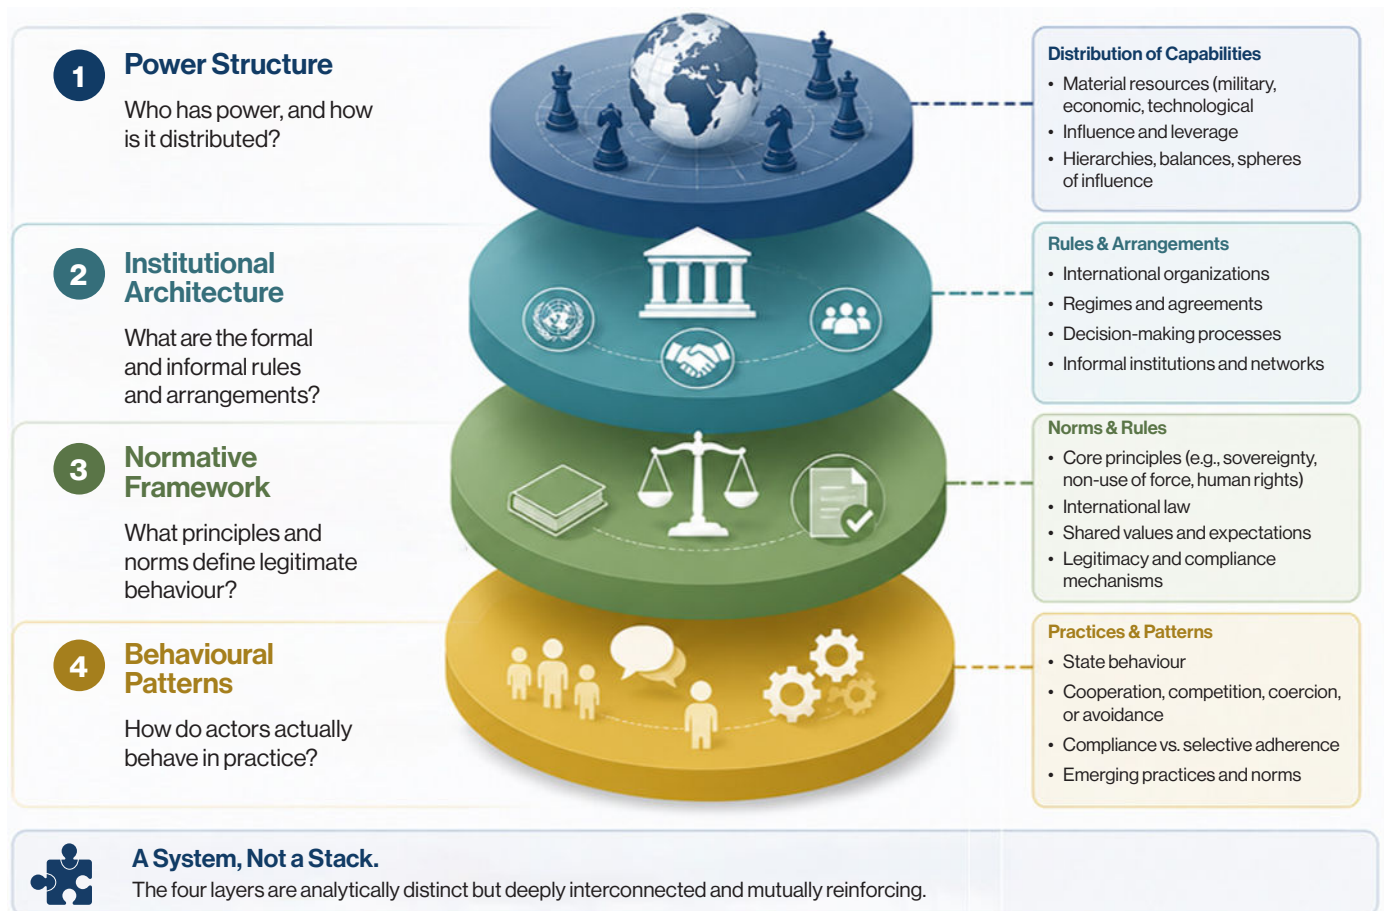 1
Power Structure
Who has power, and how
is it distributed?
Distribution of Capabilities
• Material resources (military,
economic, technological
• Influence and leverage
• Hierarchies, balances, spheres
of influence
2
Institutional
Architecture
What are the formal
and informal rules
and arrangements?
Rules & Arrangements
• International organizations
• Regimes and agreements
• Decision-making processes
• Informal institutions and networks
3
Normative
Framework
What principles and
norms define legitimate
behaviour?
Norms & Rules
• Core principles (e.g., sovereignty,
non-use of force, human rights)
• International law
• Shared values and expectations
• Legitimacy and compliance
mechanisms
4
Behavioural
Patterns
How do actors actually
behave in practice?
Practices & Patterns
• State behaviour
• Cooperation, competition, coercion,
or avoidance
• Compliance vs. selective adherence
• Emerging practices and norms
A System, Not a Stack.
The four layers are analytically distinct but deeply interconnected and mutually reinforcing.